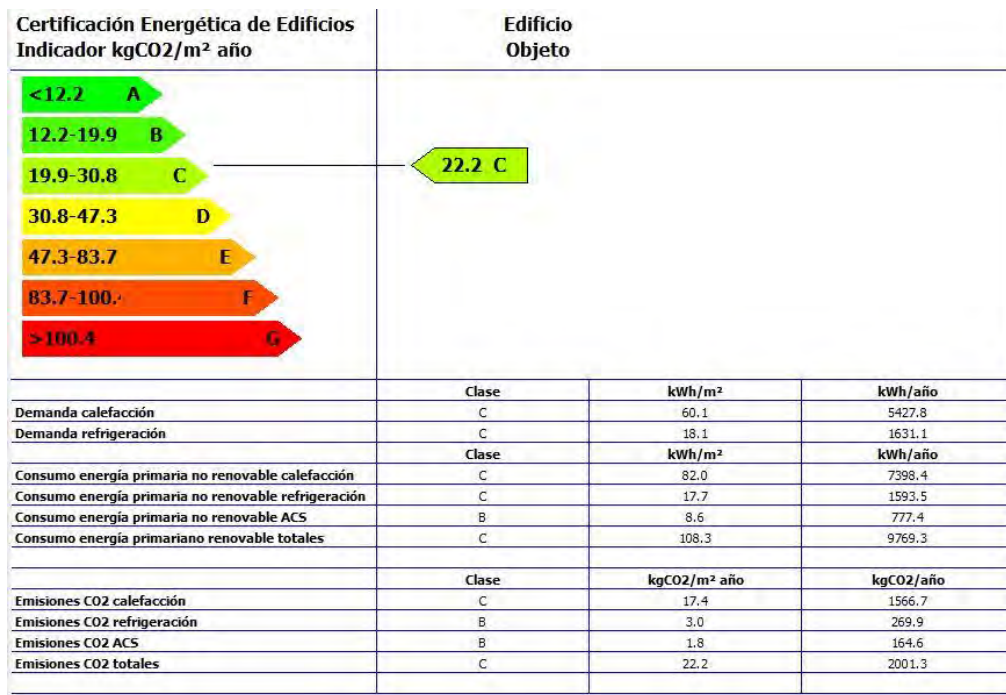 Certificación Energética de Edificios
Indicador kgCO2/m² año
Edificio
Objeto
<12.2 A
12.2-19.9 B
19.9-30.8 C
22.2 C
30.8-47.3 D
47.3-83.7 E
83.7-100. F
>100.4 G
Clase kWh/m² kWh/año
Demanda calefacción C 60.1 5427.8
Demanda refrigeración C 18.1 1631.1
Clase kWh/m² kWh/año
Consumo energía primaria no renovable calefacción C 82.0 7398.4
Consumo energía primaria no renovable refrigeración C 17.7 1593.5
Consumo energía primaria no renovable ACS B 8.6 777.4
Consumo energía primariano renovable totales C 108.3 9769.3
Clase kgCO2/m² año kgCO2/año
Emisiones CO2 calefacción C 17.4 1566.7
Emisiones CO2 refrigeración B 3.0 269.9
Emisiones CO2 ACS B 1.8 164.6
Emisiones CO2 totales C 22.2 2001.3